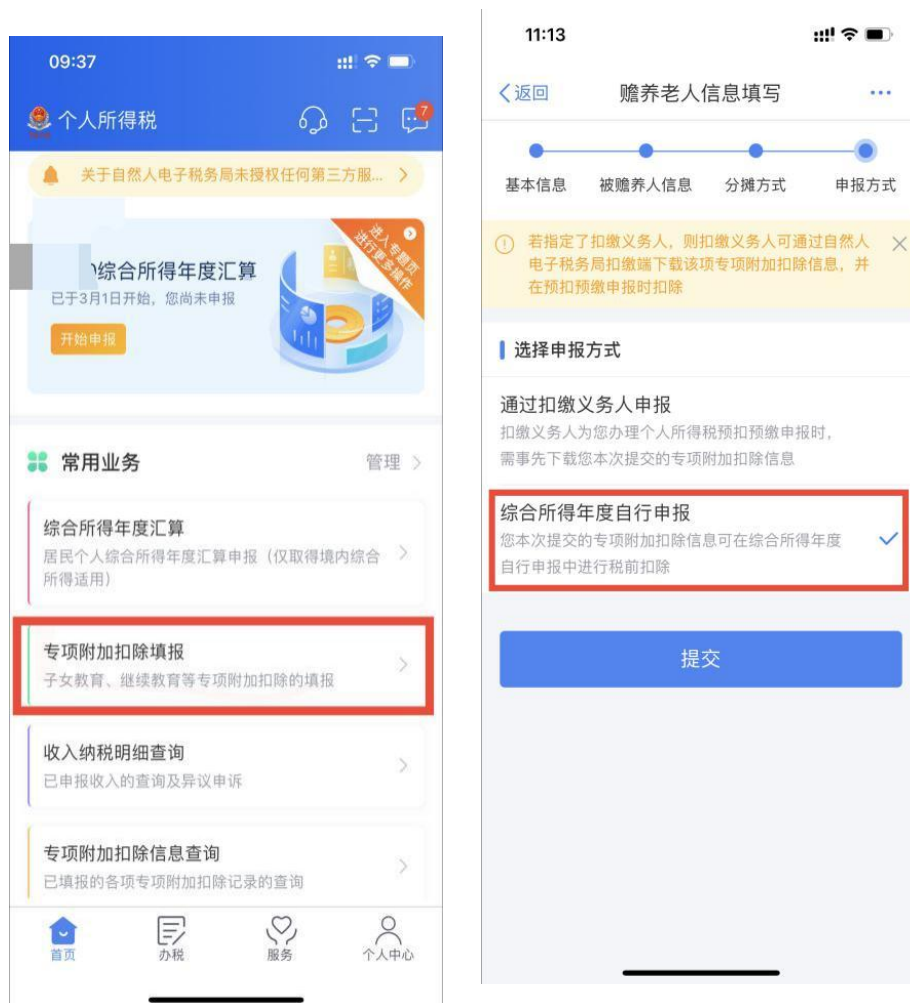 09:37
个人所得税
7
关于自然人电子税务局未授权任何第三方服...
进入专题页
进行更多操作
综合所得年度汇算
已于3月1日开始，您尚未申报
开始申报
常用业务
管理
综合所得年度汇算
居民个人综合所得年度汇算申报（仅取得境内综合
所得适用）
专项附加扣除填报
子女教育、继续教育等专项附加扣除的填报
收入纳税明细查询
已申报收入的查询及异议申诉
专项附加扣除信息查询
已填报的各项专项附加扣除记录的查询
首页
办税
服务
个人中心
11:13
返回
赡养老人信息填写
基本信息
被赡养人信息
分摊方式
申报方式
若指定了扣缴义务人，则扣缴义务人可通过自然人
电子税务局扣缴端下载该项专项附加扣除信息，并
在预扣预缴申报时扣除
选择申报方式
通过扣缴义务人申报
扣缴义务人为您办理个人所得税预扣预缴申报时，
需事先下载您本次提交的专项附加扣除信息
综合所得年度自行申报
您本次提交的专项附加扣除信息可在综合所得年度
自行申报中进行税前扣除
提交